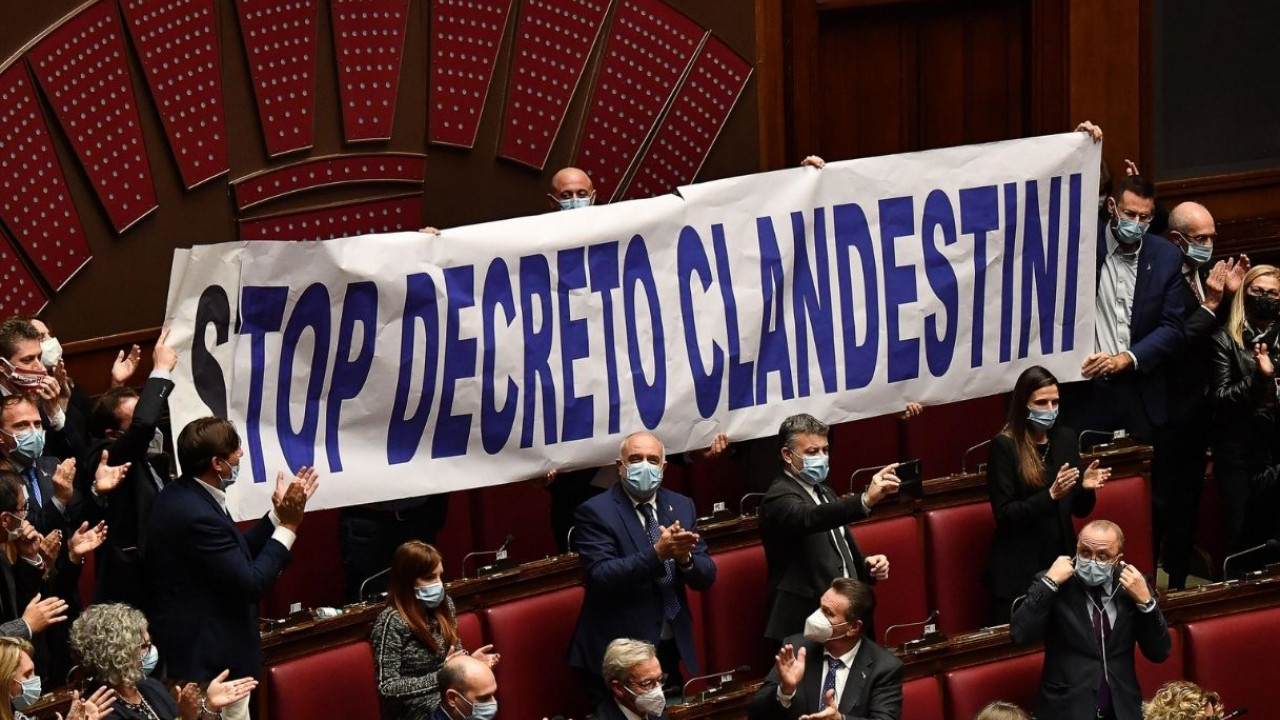 STOP DECRETO CLANDESTINI